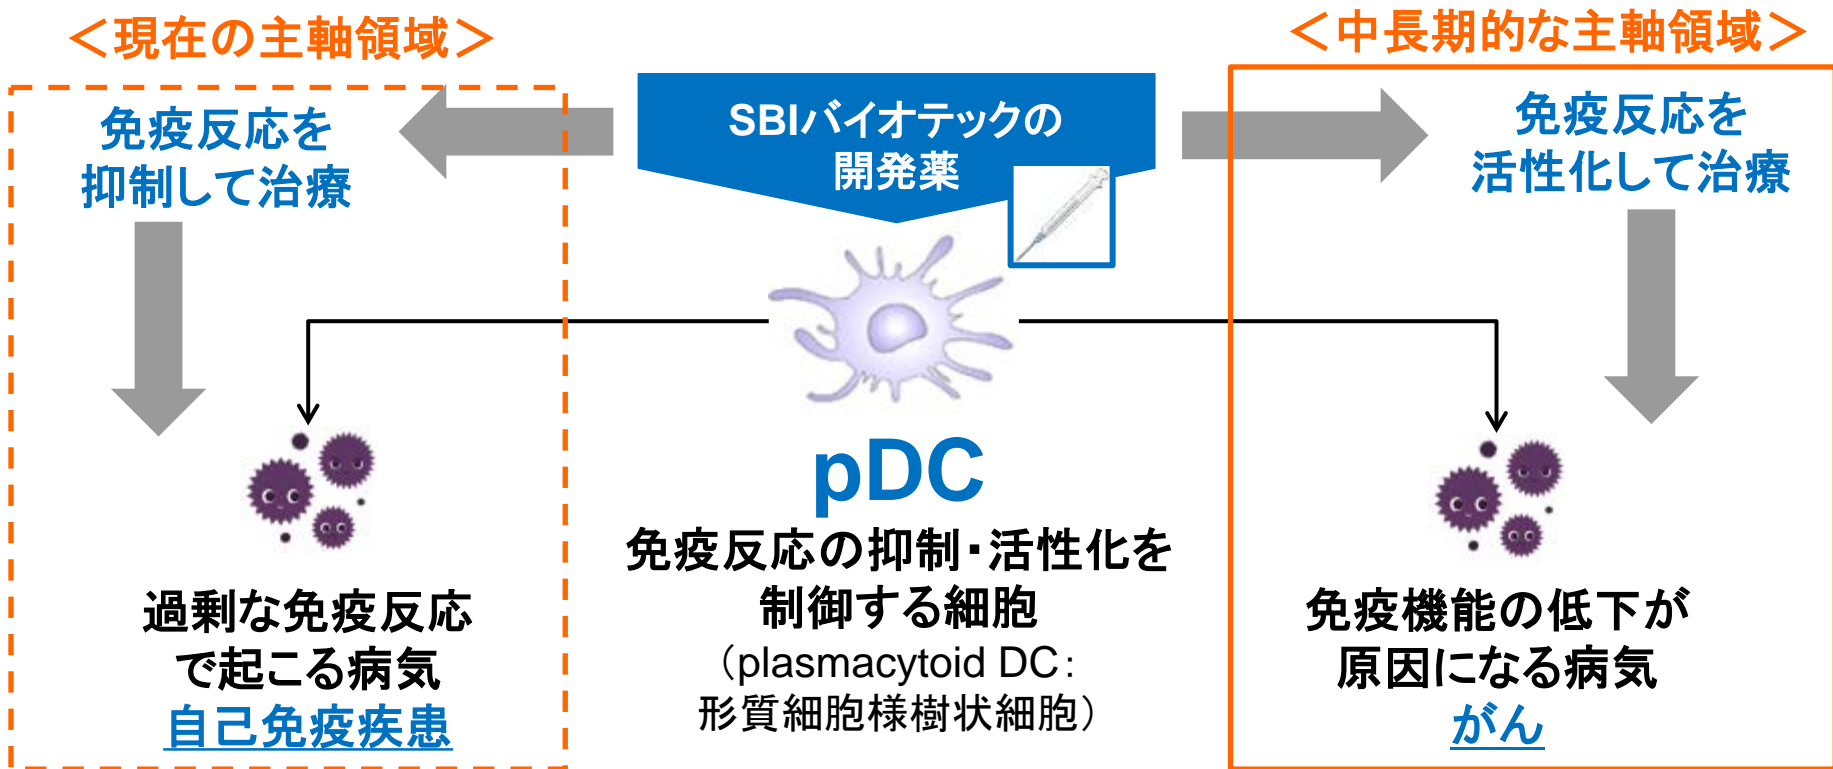 ＜現在の主軸領域＞
免疫反応を
抑制して治療
過剰な免疫反応
で起こる病気
自己免疫疾患
SBIバイオテックの
開発薬
pDC
免疫反応の抑制・活性化を
制御する細胞
（plasmacytoid DC：
形質細胞様樹状細胞）
＜中長期的な主軸領域＞
免疫反応を
活性化して治療
免疫機能の低下が
原因になる病気
がん